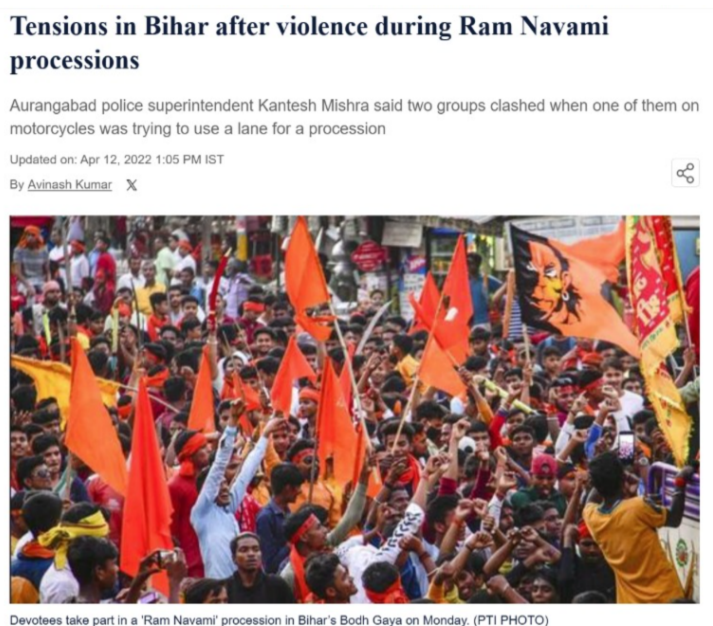 Tensions in Bihar after violence during Ram Navami
processions
Aurangabad police superintendent Kantesh Mishra said two groups clashed when one of them on
motorcycles was trying to use a lane for a procession
Updated on: Apr 12, 2022 1:05 PM IST
By Avinash Kumar
Devotees take part in a 'Ram Navami' procession in Bihar's Bodh Gaya on Monday. (PTI PHOTO)